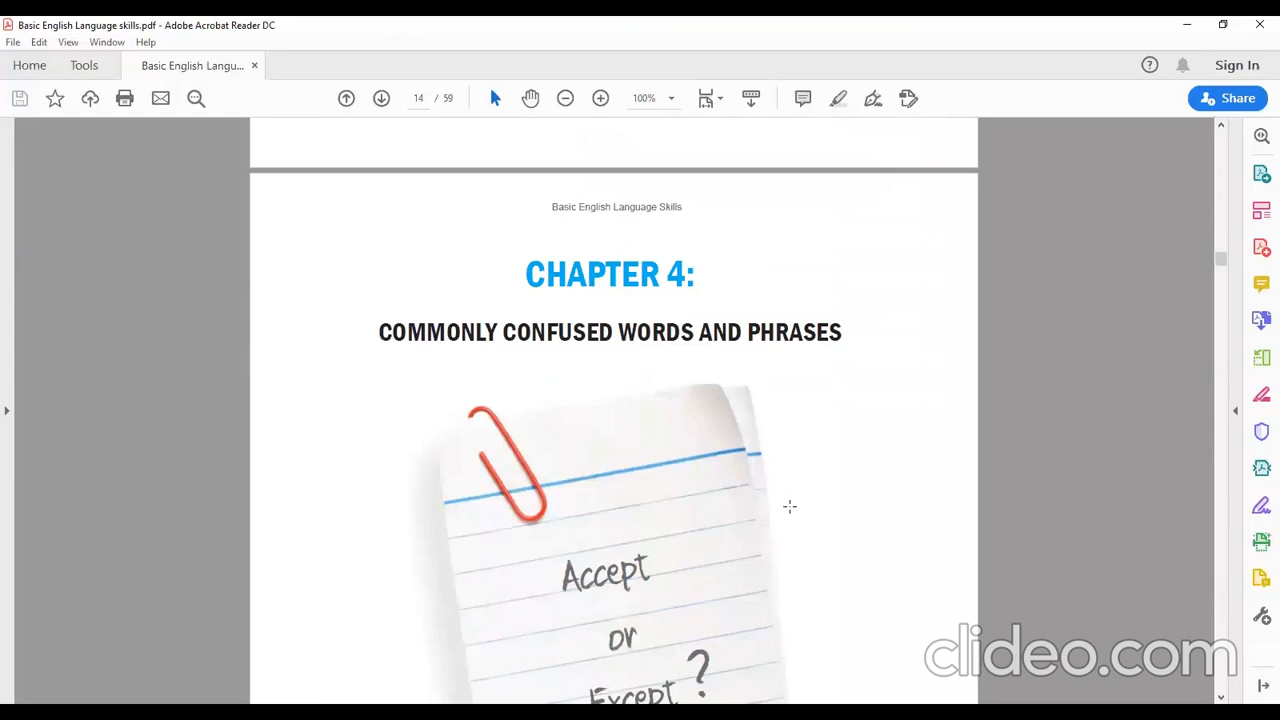 Basic English Language skills.pdf - Adobe Acrobat Reader DC
File Edit View Window Help
Home Tools Basic English Langu... Sign In
14 / 59 100% Share
Basic English Language Skills
CHAPTER 4:
COMMONLY CONFUSED WORDS AND PHRASES
Accept
or
Except ?
clideo.com